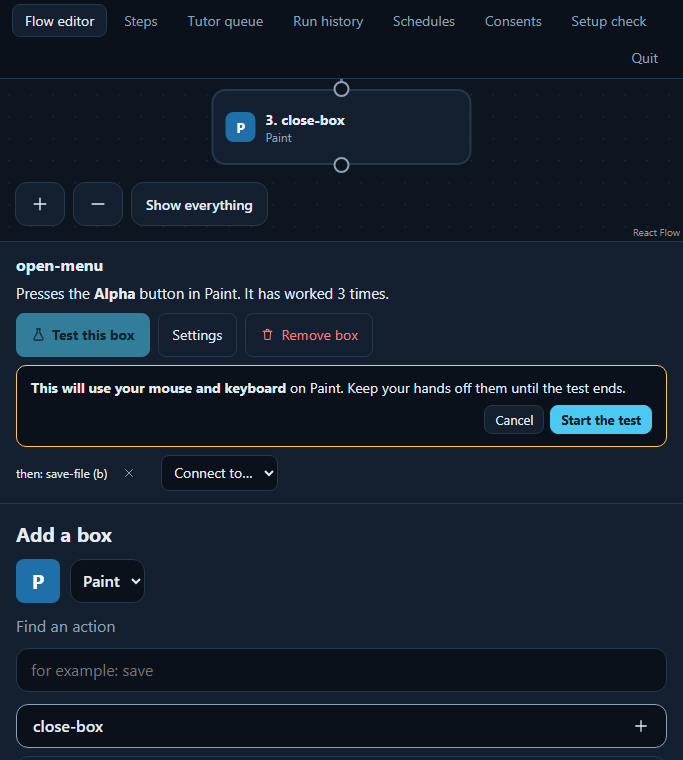 Flow editor Steps Tutor queue Run history Schedules Consents Setup check
Quit
P 3. close-box
Paint
+ − Show everything
React Flow
open-menu
Presses the Alpha button in Paint. It has worked 3 times.
Test this box Settings Remove box
This will use your mouse and keyboard on Paint. Keep your hands off them until the test ends.
Cancel Start the test
then: save-file (b) × Connect to...
Add a box
P Paint
Find an action
for example: save
close-box +